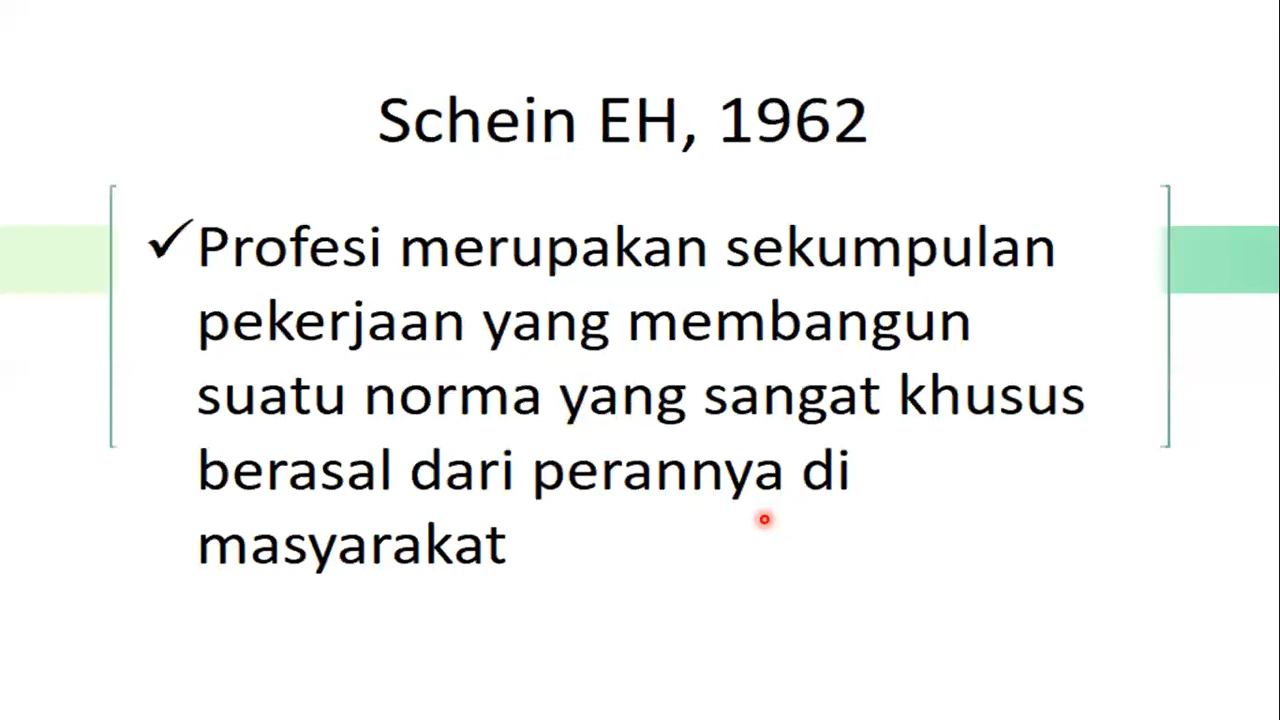 Schein EH, 1962
✓Profesi merupakan sekumpulan
pekerjaan yang membangun
suatu norma yang sangat khusus
berasal dari perannya di
masyarakat